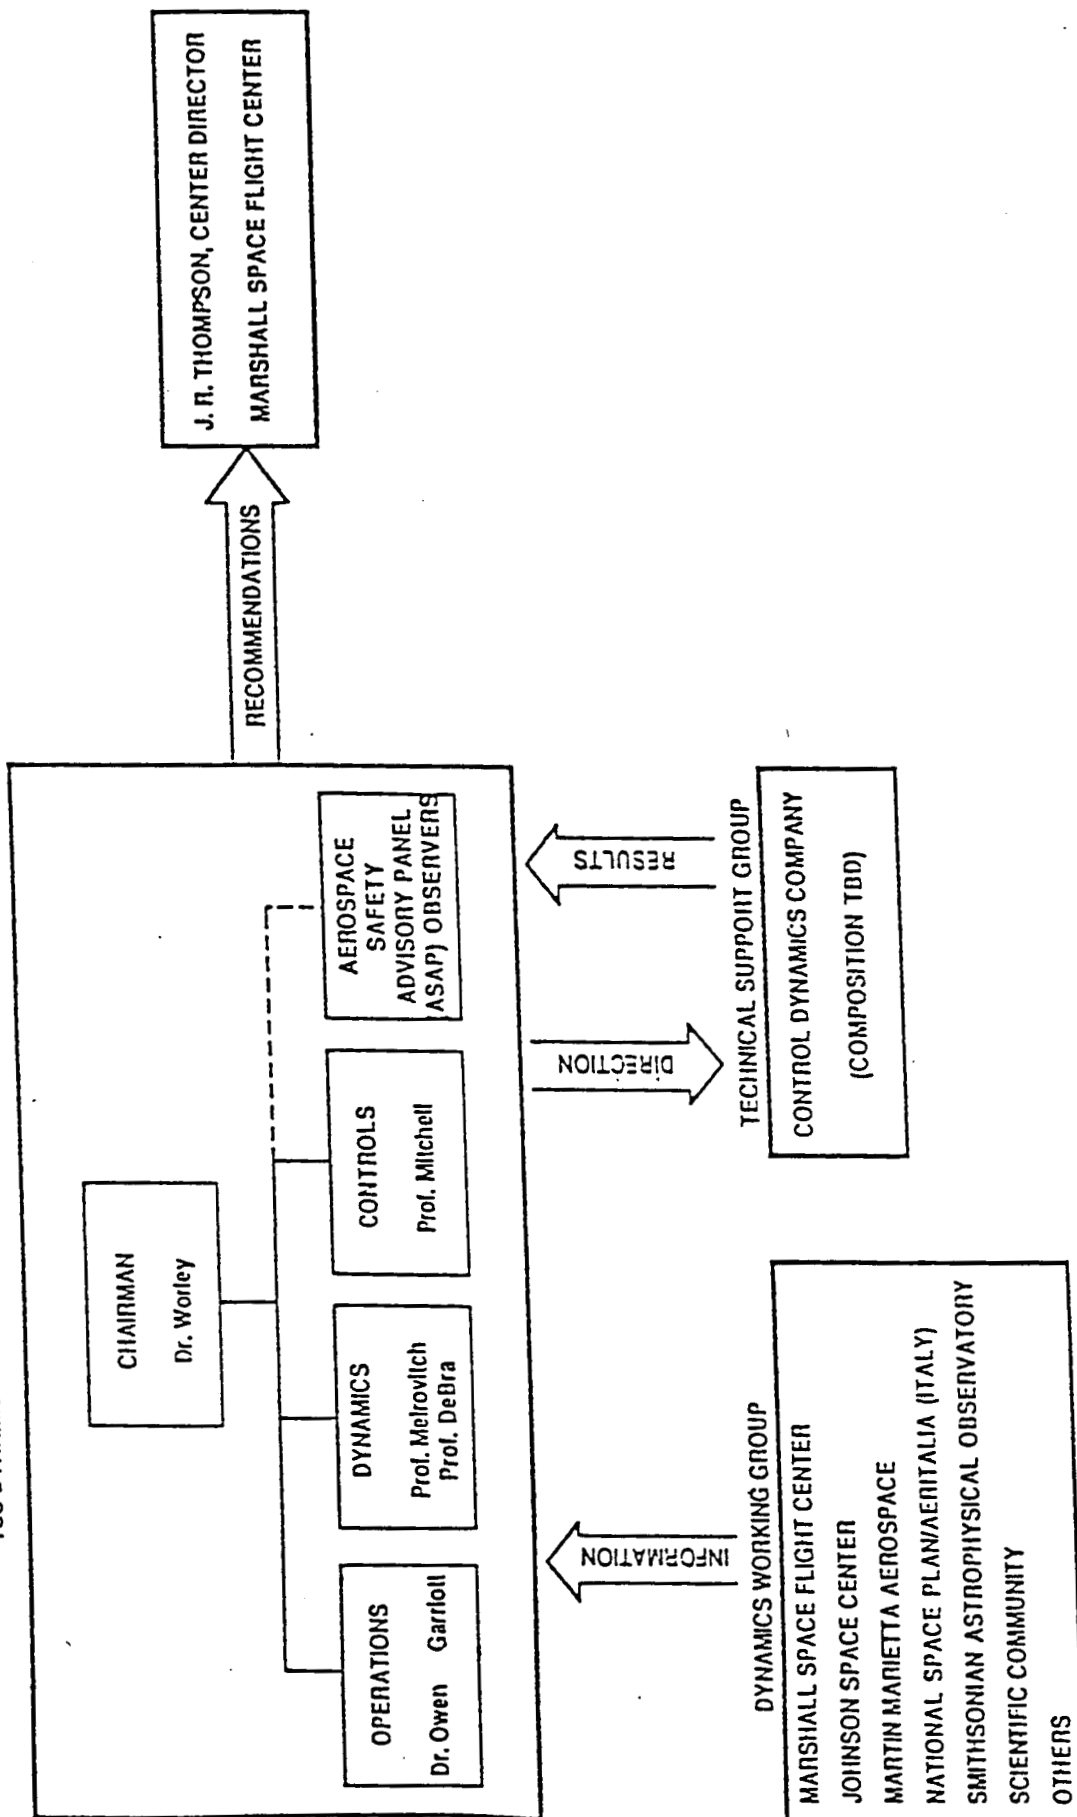 J. R. THOMPSON, CENTER DIRECTOR
MARSHALL SPACE FLIGHT CENTER
RECOMMENDATIONS
CHAIRMAN
Dr. Worley
OPERATIONS
Dr. Owen Garriott
DYNAMICS
Prof. Meirovitch
Prof. DeBra
CONTROLS
Prof. Mitchell
AEROSPACE
SAFETY
ADVISORY PANEL
ASAP) OBSERVERS
INFORMATION
DIRECTION
RESULTS
DYNAMICS WORKING GROUP
MARSHALL SPACE FLIGHT CENTER
JOHNSON SPACE CENTER
MARTIN MARIETTA AEROSPACE
NATIONAL SPACE PLAN/AERITALIA (ITALY)
SMITHSONIAN ASTROPHYSICAL OBSERVATORY
SCIENTIFIC COMMUNITY
OTHERS
TECHNICAL SUPPORT GROUP
CONTROL DYNAMICS COMPANY
(COMPOSITION TBD)